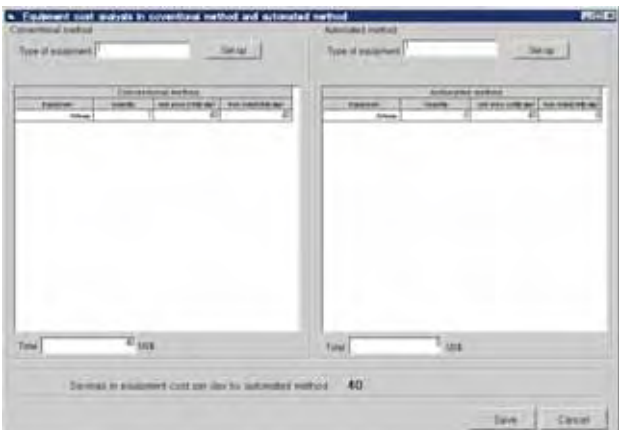 Equipment cost analysis in coventional method and automated method
Conventional method
Type of equipment
Set up
Conventional method
Equipment Quantity
40
Total 40 US$
Automated method
Type of equipment
Set up
Automated method
Equipment Quantity
40
Total US$
Savings in equipment cost per day by automated method 40
Save Cancel